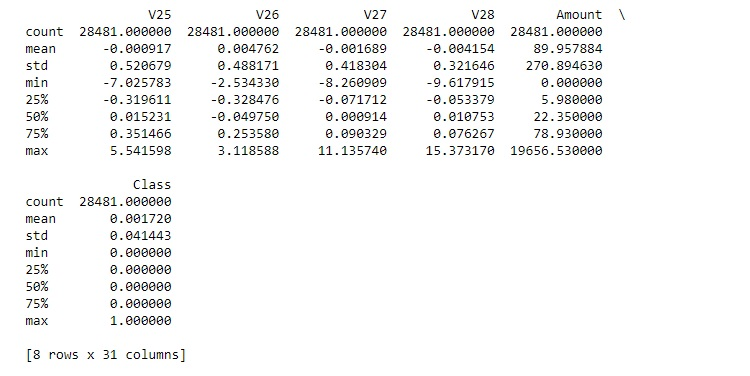 V25           V26           V27           V28        Amount  \
count  28481.000000  28481.000000  28481.000000  28481.000000  28481.000000
mean      -0.000917      0.004762     -0.001689     -0.004154     89.957884
std        0.520679      0.488171      0.418304      0.321646    270.894630
min       -7.025783     -2.534330     -8.260909     -9.617915      0.000000
25%       -0.319611     -0.328476     -0.071712     -0.053379      5.980000
50%        0.015231     -0.049750      0.000914      0.010753     22.350000
75%        0.351466      0.253580      0.090329      0.076267     78.930000
max        5.541598      3.118588     11.135740     15.373170  19656.530000

              Class
count  28481.000000
mean       0.001720
std        0.041443
min        0.000000
25%        0.000000
50%        0.000000
75%        0.000000
max        1.000000

[8 rows x 31 columns]